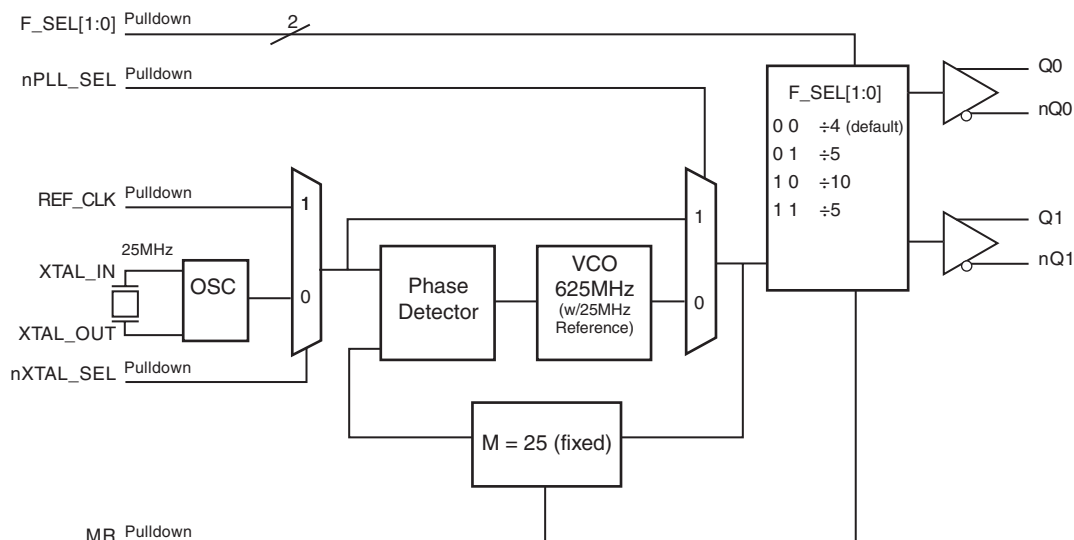 F_SEL[1:0] Pulldown
2
nPLL_SEL Pulldown
REF_CLK Pulldown
25MHz
XTAL_IN
XTAL_OUT
OSC
nXTAL_SEL Pulldown
1
0
Phase
Detector
VCO
625MHz
(w/25MHz
Reference)
1
0
M = 25 (fixed)
F_SEL[1:0]
0 0 ÷4 (default)
0 1 ÷5
1 0 ÷10
1 1 ÷5
Q0
nQ0
Q1
nQ1
MR Pulldown